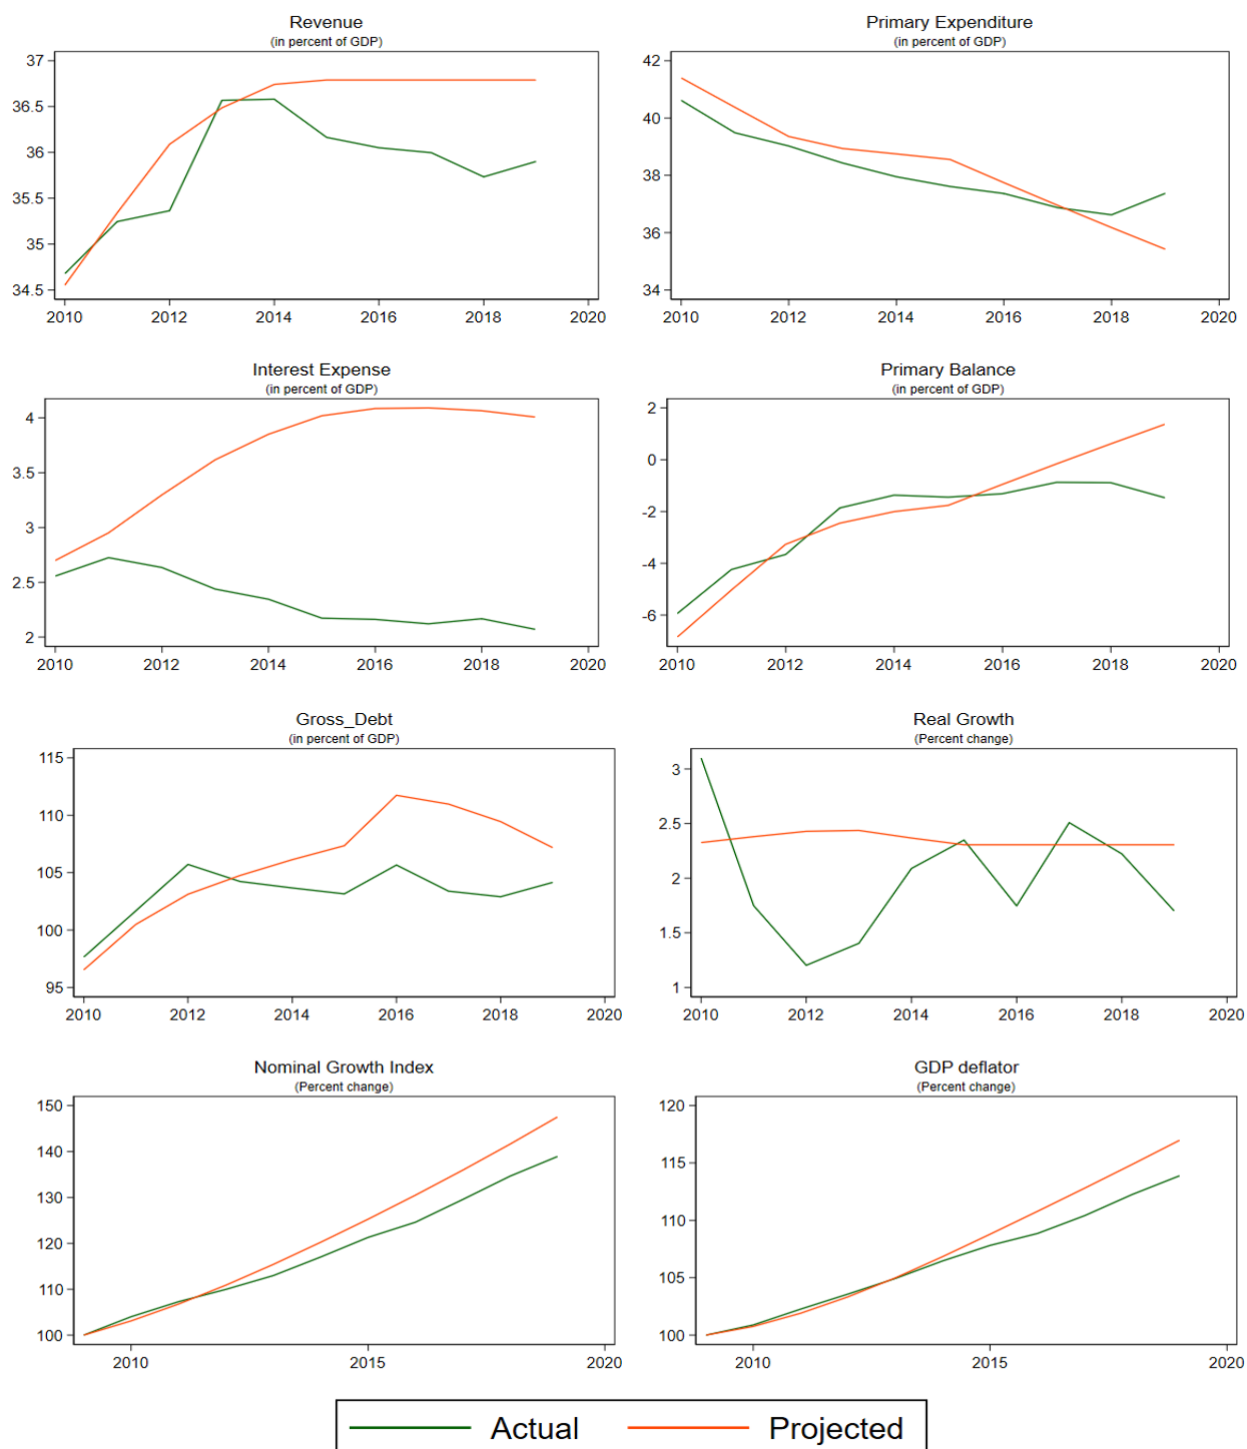 Revenue
(in percent of GDP)
37
36.5
36
35.5
35
34.5
2010 2012 2014 2016 2018 2020
Primary Expenditure
(in percent of GDP)
42
40
38
36
34
2010 2012 2014 2016 2018 2020
Interest Expense
(in percent of GDP)
4
3.5
3
2.5
2
2010 2012 2014 2016 2018 2020
Primary Balance
(in percent of GDP)
2
0
-2
-4
-6
2010 2012 2014 2016 2018 2020
Gross_Debt
(in percent of GDP)
115
110
105
100
95
2010 2012 2014 2016 2018 2020
Real Growth
(Percent change)
3
2.5
2
1.5
1
2010 2012 2014 2016 2018 2020
Nominal Growth Index
(Percent change)
150
140
130
120
110
100
2010 2015 2020
GDP deflator
(Percent change)
120
115
110
105
100
2010 2015 2020
Actual Projected